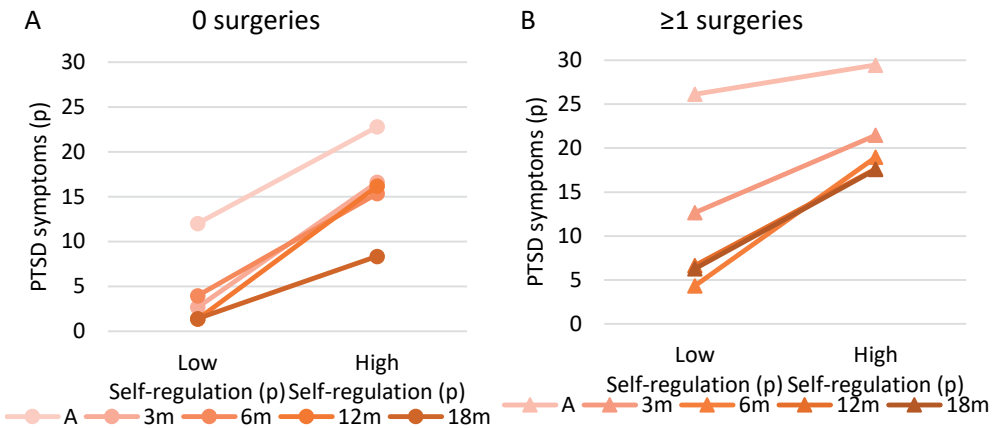 A
0 surgeries
30
25
20
15
10
5
0
PTSD symptoms (p)
Low
High
Self-regulation (p) Self-regulation (p)
A 3m 6m 12m 18m
B
≥1 surgeries
30
25
20
15
10
5
0
PTSD symptoms (p)
Low
High
Self-regulation (p) Self-regulation (p)
A 3m 6m 12m 18m